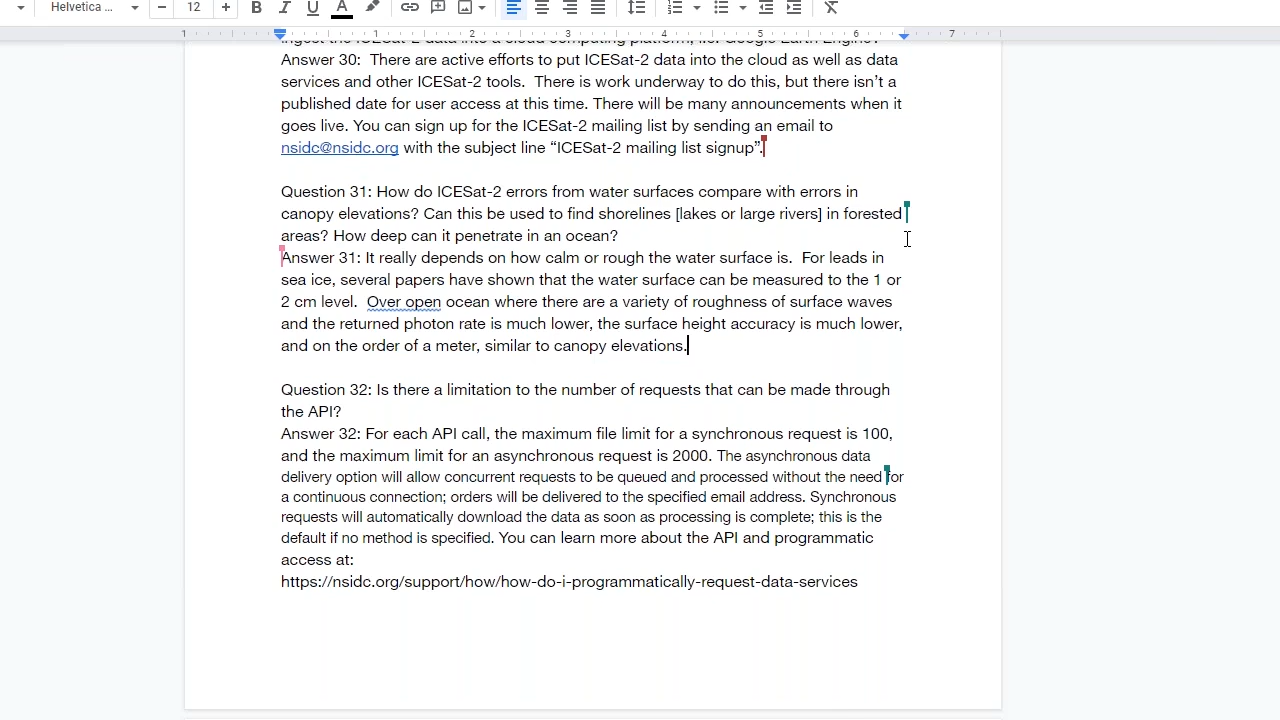 Helvetica ... 12 B I U A
1 1 2 3 4 5 6 7
ingest the ICESat-2 data into a cloud computing platform, i.e. Google Earth Engine?
Answer 30:  There are active efforts to put ICESat-2 data into the cloud as well as data
services and other ICESat-2 tools.  There is work underway to do this, but there isn’t a
published date for user access at this time. There will be many announcements when it
goes live. You can sign up for the ICESat-2 mailing list by sending an email to
nsidc@nsidc.org with the subject line “ICESat-2 mailing list signup”.
Question 31: How do ICESat-2 errors from water surfaces compare with errors in
canopy elevations? Can this be used to find shorelines [lakes or large rivers] in forested
areas? How deep can it penetrate in an ocean?
Answer 31: It really depends on how calm or rough the water surface is.  For leads in
sea ice, several papers have shown that the water surface can be measured to the 1 or
2 cm level.  Over open ocean where there are a variety of roughness of surface waves
and the returned photon rate is much lower, the surface height accuracy is much lower,
and on the order of a meter, similar to canopy elevations.
Question 32: Is there a limitation to the number of requests that can be made through
the API?
Answer 32: For each API call, the maximum file limit for a synchronous request is 100,
and the maximum limit for an asynchronous request is 2000. The asynchronous data
delivery option will allow concurrent requests to be queued and processed without the need for
a continuous connection; orders will be delivered to the specified email address. Synchronous
requests will automatically download the data as soon as processing is complete; this is the
default if no method is specified. You can learn more about the API and programmatic
access at:
https://nsidc.org/support/how/how-do-i-programmatically-request-data-services